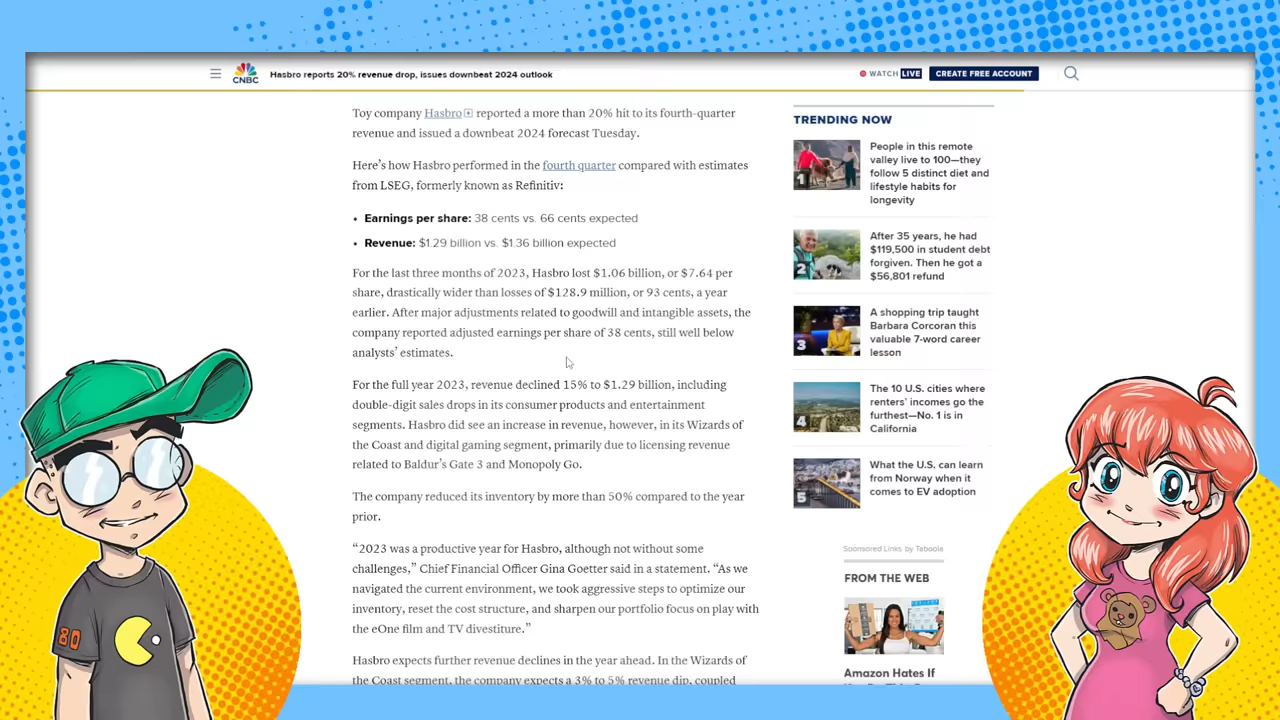 CNBC
Hasbro reports 20% revenue drop, issues downbeat 2024 outlook
WATCH LIVE
CREATE FREE ACCOUNT
Toy company Hasbro reported a more than 20% hit to its fourth-quarter
revenue and issued a downbeat 2024 forecast Tuesday.
Here's how Hasbro performed in the fourth quarter compared with estimates
from LSEG, formerly known as Refinitiv:
• Earnings per share: 38 cents vs. 66 cents expected
• Revenue: $1.29 billion vs. $1.36 billion expected
For the last three months of 2023, Hasbro lost $1.06 billion, or $7.64 per
share, drastically wider than losses of $128.9 million, or 93 cents, a year
earlier. After major adjustments related to goodwill and intangible assets, the
company reported adjusted earnings per share of 38 cents, still well below
analysts' estimates.
For the full year 2023, revenue declined 15% to $1.29 billion, including
double-digit sales drops in its consumer products and entertainment
segments. Hasbro did see an increase in revenue, however, in its Wizards of
the Coast and digital gaming segment, primarily due to licensing revenue
related to Baldur's Gate 3 and Monopoly Go.
The company reduced its inventory by more than 50% compared to the year
prior.
“2023 was a productive year for Hasbro, although not without some
challenges,” Chief Financial Officer Gina Goetter said in a statement. “As we
navigated the current environment, we took aggressive steps to optimize our
inventory, reset the cost structure, and sharpen our portfolio focus on play with
the eOne film and TV divestiture.”
Hasbro expects further revenue declines in the year ahead. In the Wizards of
the Coast segment, the company expects a 3% to 5% revenue dip, coupled
TRENDING NOW
1
People in this remote
valley live to 100—they
follow 5 distinct diet and
lifestyle habits for
longevity
2
After 35 years, he had
$119,500 in student debt
forgiven. Then he got a
$56,801 refund
3
A shopping trip taught
Barbara Corcoran this
valuable 7-word career
lesson
4
The 10 U.S. cities where
renters' incomes go the
furthest—No. 1 is in
California
5
What the U.S. can learn
from Norway when it
comes to EV adoption
Sponsored Links by Taboola
FROM THE WEB
Amazon Hates If
80